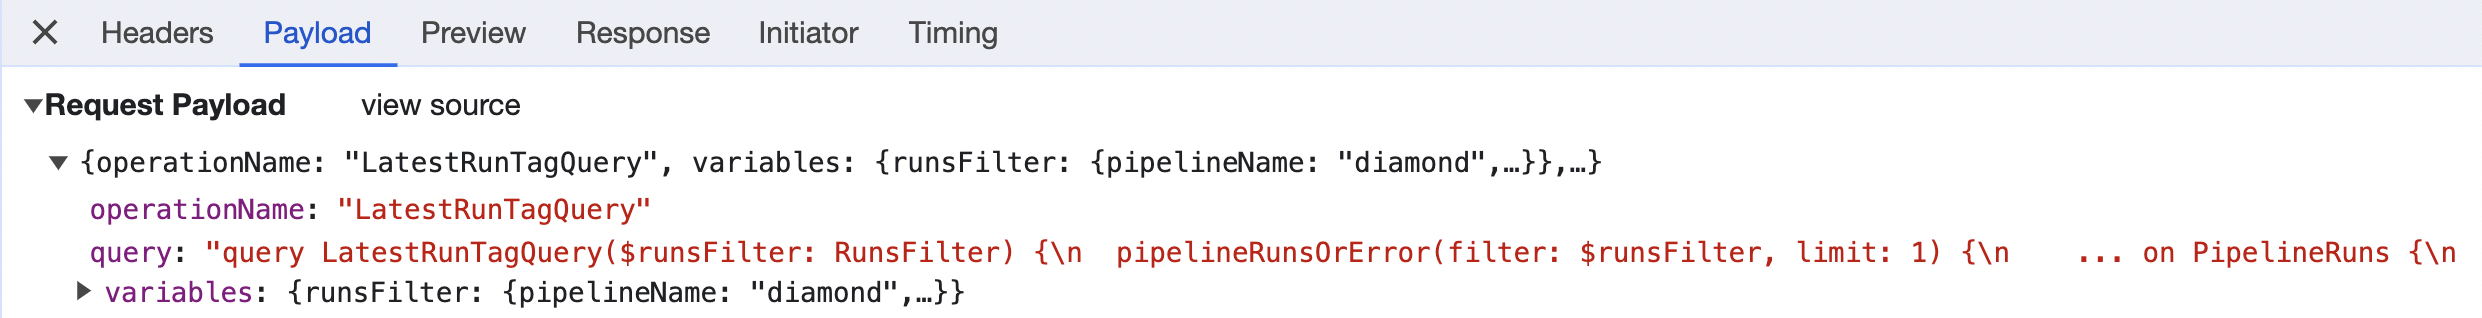 Headers Payload Preview Response Initiator Timing
Request Payload view source
{operationName: "LatestRunTagQuery", variables: {runsFilter: {pipelineName: "diamond",…}},…}
operationName: "LatestRunTagQuery"
query: "query LatestRunTagQuery($runsFilter: RunsFilter) {\n  pipelineRunsOrError(filter: $runsFilter, limit: 1) {\n    ... on PipelineRuns {\n
variables: {runsFilter: {pipelineName: "diamond",…}}